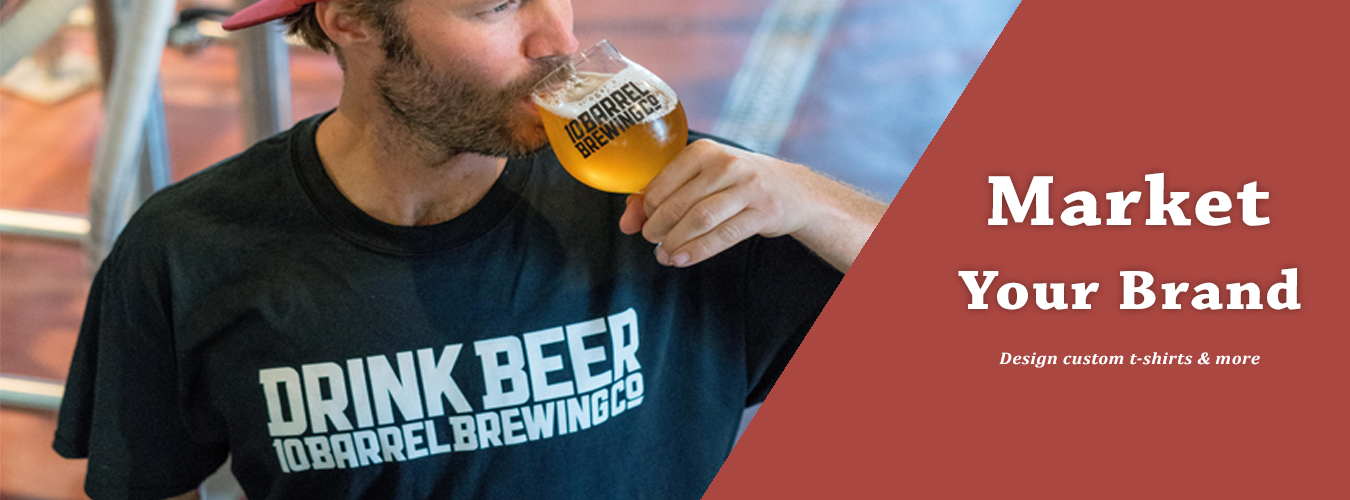 10 BARREL
BREWING CO
DRINK BEER
10 BARREL BREWING CO
Market
Your Brand
Design custom t-shirts & more